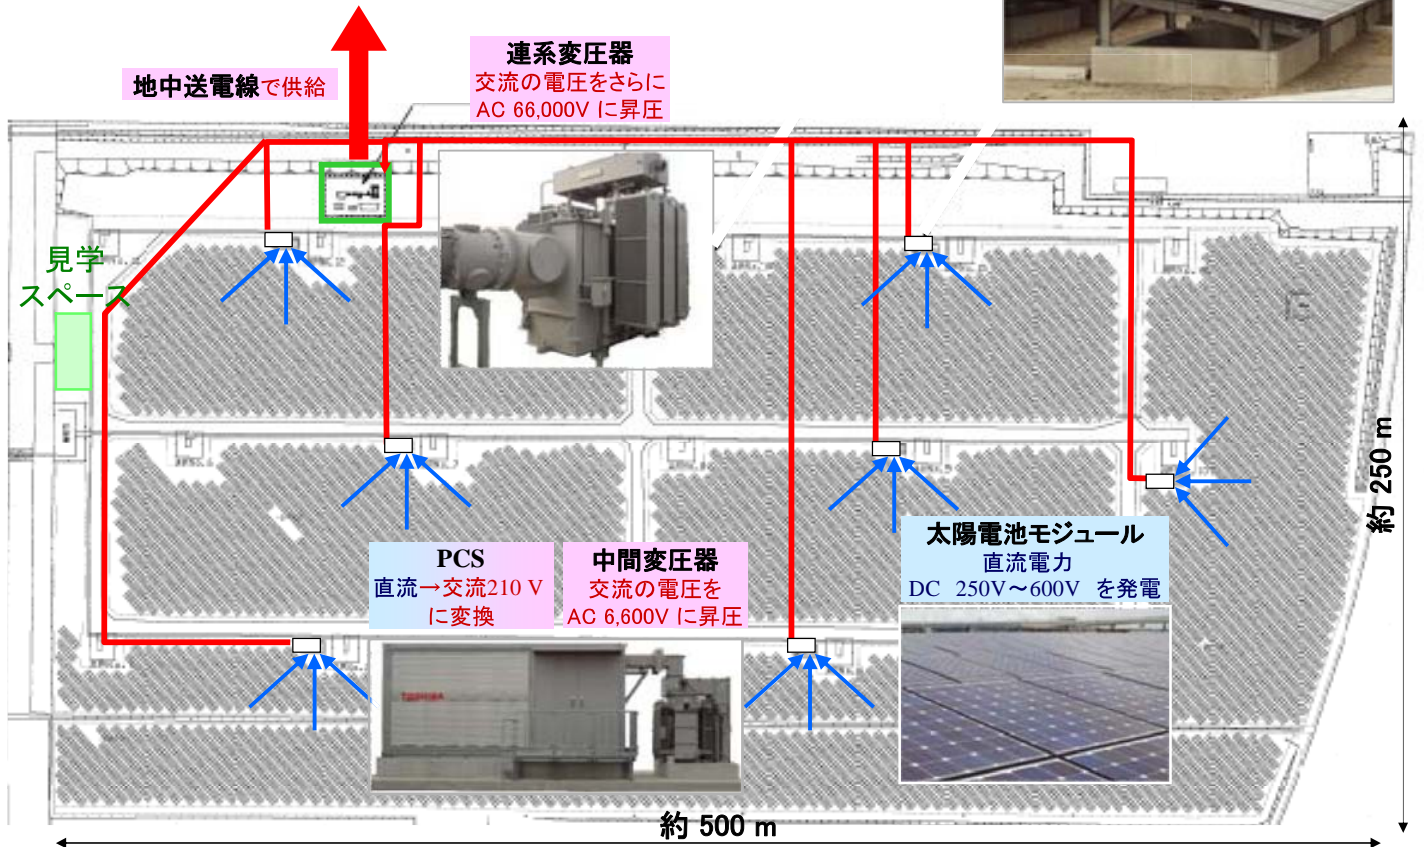 連系変圧器
交流の電圧をさらに
AC 66,000V に昇圧
地中送電線で供給
見学
スペース
約 250 m
PCS
直流→交流210 V
に変換
中間変圧器
交流の電圧を
AC 6,600V に昇圧
太陽電池モジュール
直流電力
DC 250V～600V を発電
TOSHIBA
約 500 m